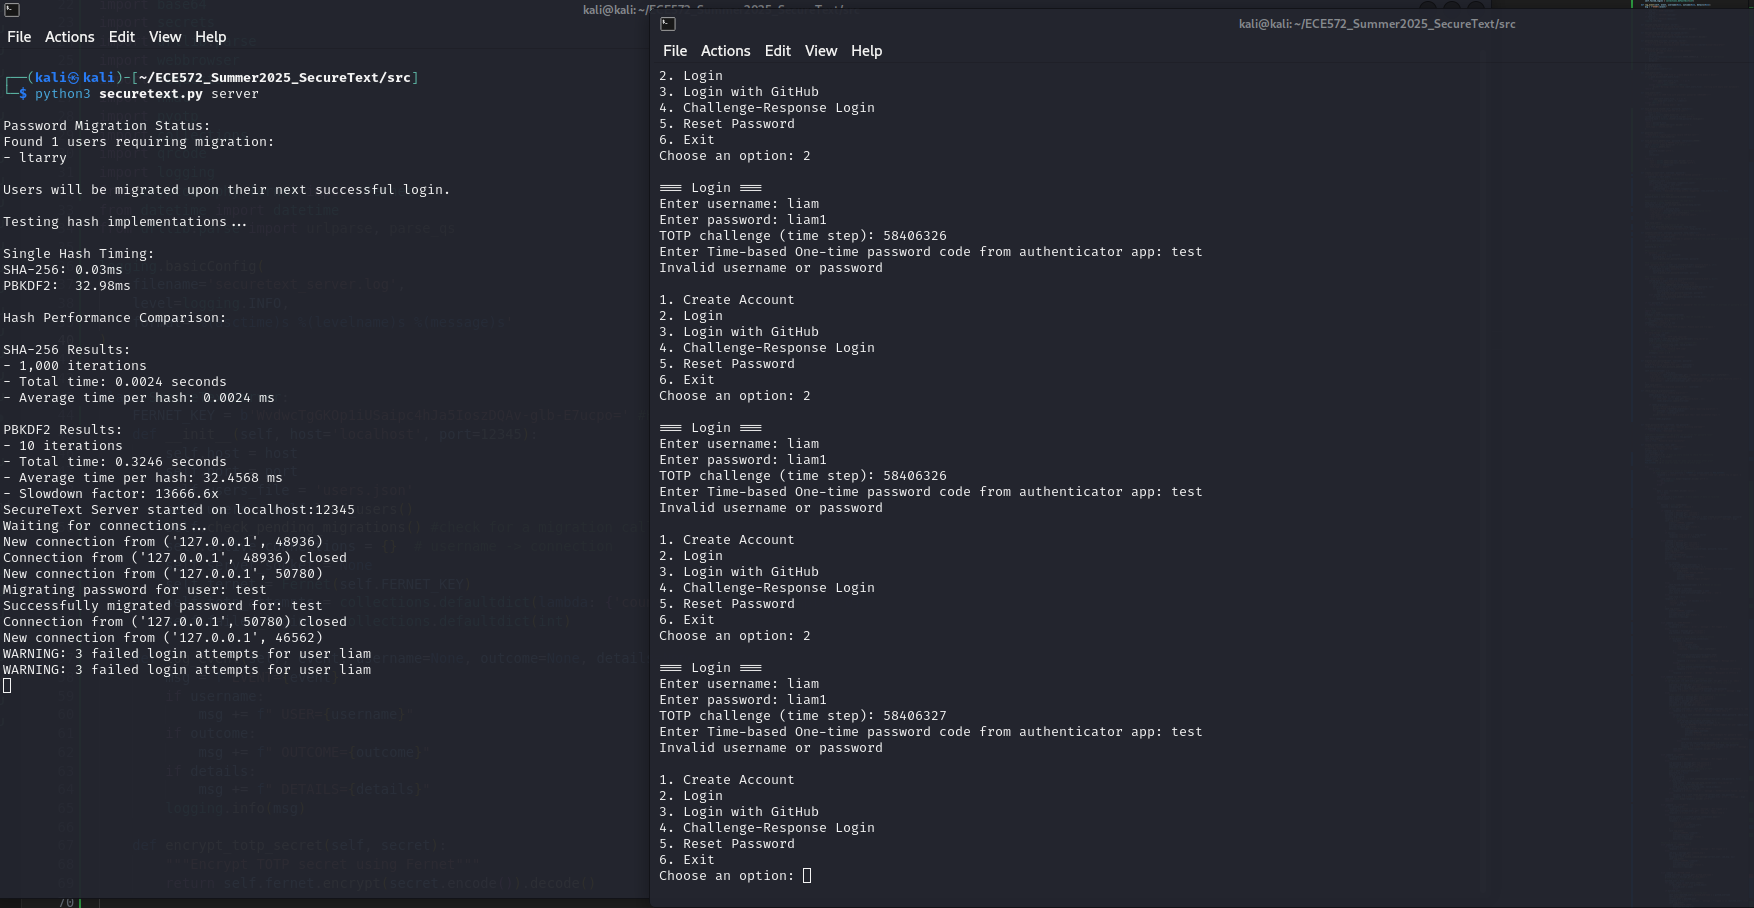 kali@kali: ~/ECE572_Summer2025_SecureText/src
File Actions Edit View Help
┌──(kali㉿kali)-[~/ECE572_Summer2025_SecureText/src]
└─$ python3 securetext.py server
Password Migration Status:
Found 1 users requiring migration:
- ltarry
Users will be migrated upon their next successful login.
Testing hash implementations...
Single Hash Timing:
SHA-256: 0.03ms
PBKDF2:  32.98ms
Hash Performance Comparison:
SHA-256 Results:
- 1,000 iterations
- Total time: 0.0024 seconds
- Average time per hash: 0.0024 ms
PBKDF2 Results:
- 10 iterations
- Total time: 0.3246 seconds
- Average time per hash: 32.4568 ms
- Slowdown factor: 13666.6x
SecureText Server started on localhost:12345
Waiting for connections...
New connection from ('127.0.0.1', 48936)
Connection from ('127.0.0.1', 48936) closed
New connection from ('127.0.0.1', 50780)
Migrating password for user: test
Successfully migrated password for: test
Connection from ('127.0.0.1', 50780) closed
New connection from ('127.0.0.1', 46562)
WARNING: 3 failed login attempts for user liam
WARNING: 3 failed login attempts for user liam
70
kali@kali: ~/ECE572_Summer2025_SecureText/src
File Actions Edit View Help
2. Login
3. Login with GitHub
4. Challenge-Response Login
5. Reset Password
6. Exit
Choose an option: 2
=== Login ===
Enter username: liam
Enter password: liam1
TOTP challenge (time step): 58406326
Enter Time-based One-time password code from authenticator app: test
Invalid username or password
1. Create Account
2. Login
3. Login with GitHub
4. Challenge-Response Login
5. Reset Password
6. Exit
Choose an option: 2
=== Login ===
Enter username: liam
Enter password: liam1
TOTP challenge (time step): 58406326
Enter Time-based One-time password code from authenticator app: test
Invalid username or password
1. Create Account
2. Login
3. Login with GitHub
4. Challenge-Response Login
5. Reset Password
6. Exit
Choose an option: 2
=== Login ===
Enter username: liam
Enter password: liam1
TOTP challenge (time step): 58406327
Enter Time-based One-time password code from authenticator app: test
Invalid username or password
1. Create Account
2. Login
3. Login with GitHub
4. Challenge-Response Login
5. Reset Password
6. Exit
Choose an option: